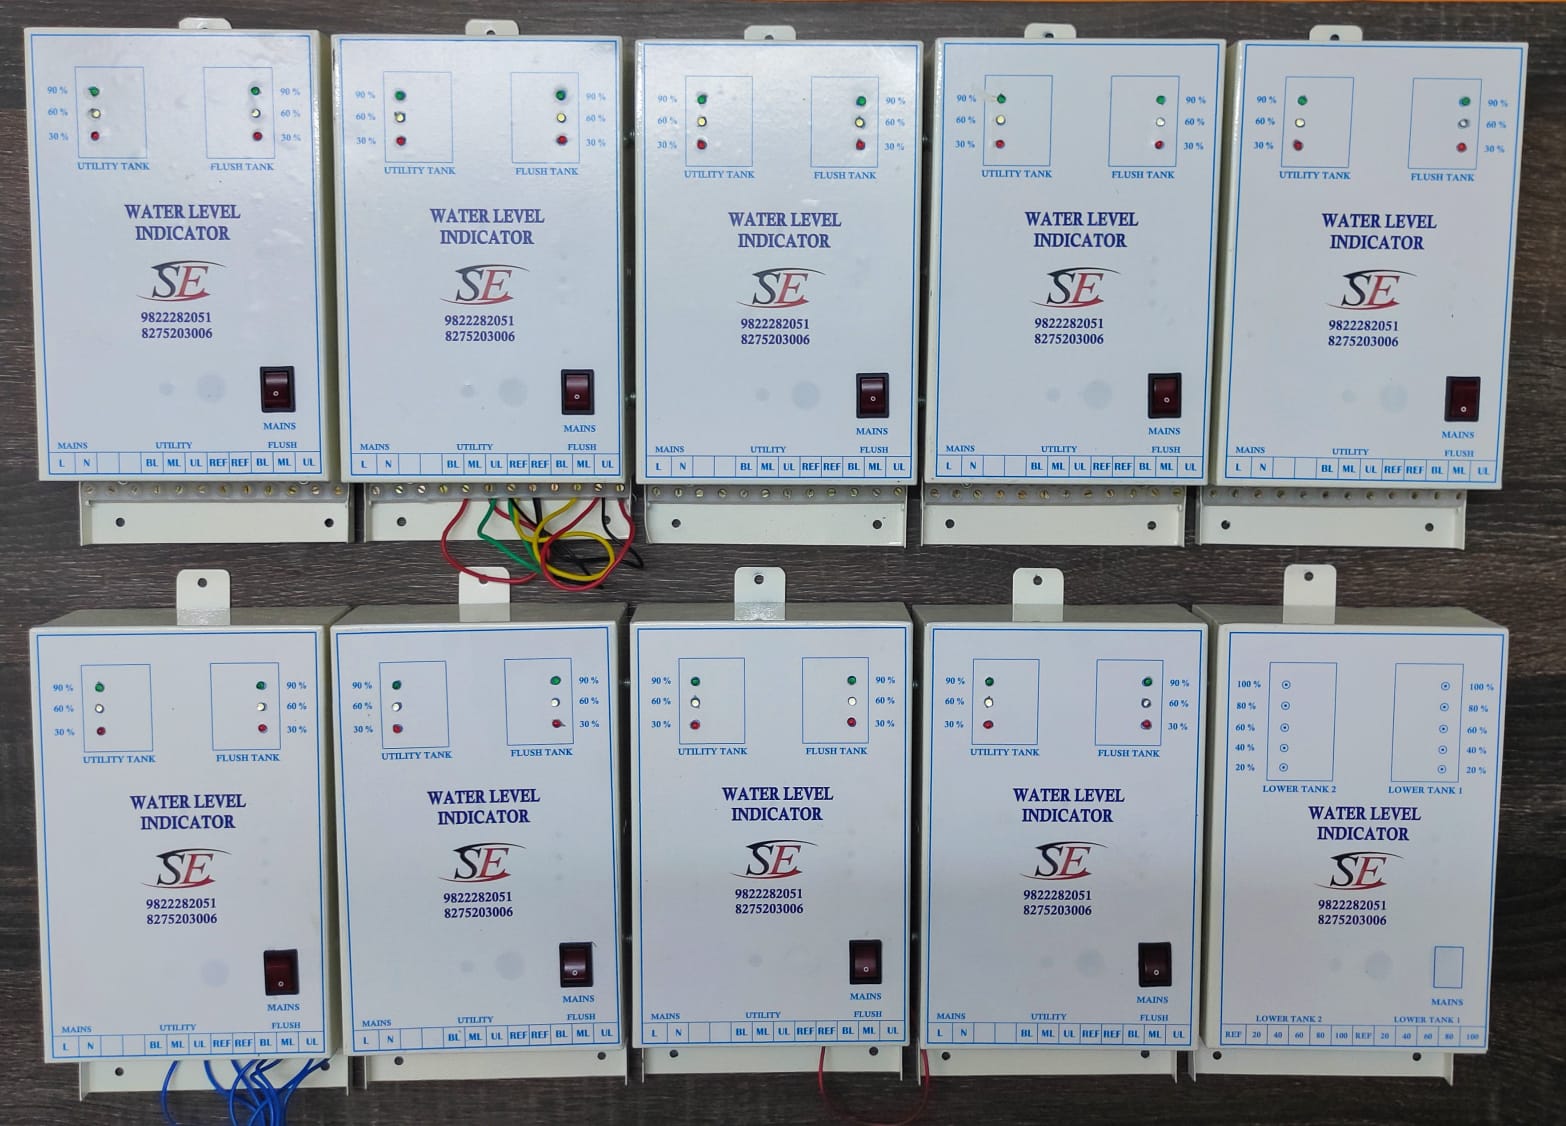 90 % 90 %
60 % 60 %
30 % 30 %
UTILITY TANK FLUSH TANK
WATER LEVEL
INDICATOR
SE
9822282051
8275203006
MAINS
MAINS UTILITY FLUSH
L N BL ML UL REF REF BL ML UL
90 % 90 %
60 % 60 %
30 % 30 %
UTILITY TANK FLUSH TANK
WATER LEVEL
INDICATOR
SE
9822282051
8275203006
MAINS
MAINS UTILITY FLUSH
L N BL ML UL REF REF BL ML UL
90 % 90 %
60 % 60 %
30 % 30 %
UTILITY TANK FLUSH TANK
WATER LEVEL
INDICATOR
SE
9822282051
8275203006
MAINS
MAINS UTILITY FLUSH
L N BL ML UL REF REF BL ML UL
90 % 90 %
60 % 60 %
30 % 30 %
UTILITY TANK FLUSH TANK
WATER LEVEL
INDICATOR
SE
9822282051
8275203006
MAINS
MAINS UTILITY FLUSH
L N BL ML UL REF REF BL ML UL
90 % 90 %
60 % 60 %
30 % 30 %
UTILITY TANK FLUSH TANK
WATER LEVEL
INDICATOR
SE
9822282051
8275203006
MAINS
MAINS UTILITY FLUSH
L N BL ML UL REF REF BL ML UL
90 % 90 %
60 % 60 %
30 % 30 %
UTILITY TANK FLUSH TANK
WATER LEVEL
INDICATOR
SE
9822282051
8275203006
MAINS
MAINS UTILITY FLUSH
L N BL ML UL REF REF BL ML UL
90 % 90 %
60 % 60 %
30 % 30 %
UTILITY TANK FLUSH TANK
WATER LEVEL
INDICATOR
SE
9822282051
8275203006
MAINS
MAINS UTILITY FLUSH
L N BL ML UL REF REF BL ML UL
90 % 90 %
60 % 60 %
30 % 30 %
UTILITY TANK FLUSH TANK
WATER LEVEL
INDICATOR
SE
9822282051
8275203006
MAINS
MAINS UTILITY FLUSH
L N BL ML UL REF REF BL ML UL
90 % 90 %
60 % 60 %
30 % 30 %
UTILITY TANK FLUSH TANK
WATER LEVEL
INDICATOR
SE
9822282051
8275203006
MAINS
MAINS UTILITY FLUSH
L N BL ML UL REF REF BL ML UL
100 % 100 %
80 % 80 %
60 % 60 %
40 % 40 %
20 % 20 %
LOWER TANK 2 LOWER TANK 1
WATER LEVEL
INDICATOR
SE
9822282051
8275203006
MAINS
LOWER TANK 2 LOWER TANK 1
REF 20 40 60 80 100 REF 20 40 60 80 100